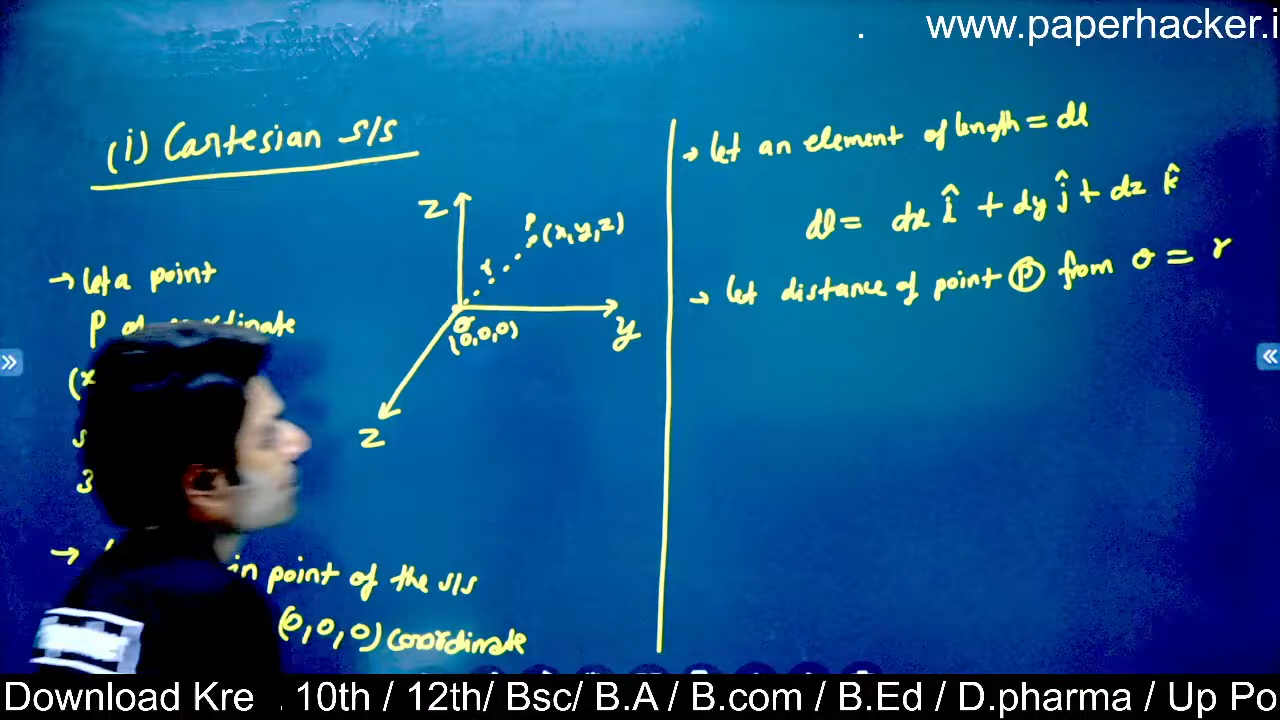 . www.paperhacker.i
(i) Cartesian s/s
→ let a point
P
(x
3
→
in point of the s/s
(0,0,0) coordinate
Z
P (x,y,z)
r
O
(0,0,0)
y
Z
→ let an element of length = dl
dl = dx î + dy ĵ + dz k̂
→ let distance of point P from O = r
Download Kre . 10th / 12th/ Bsc/ B.A / B.com / B.Ed / D.pharma / Up Po